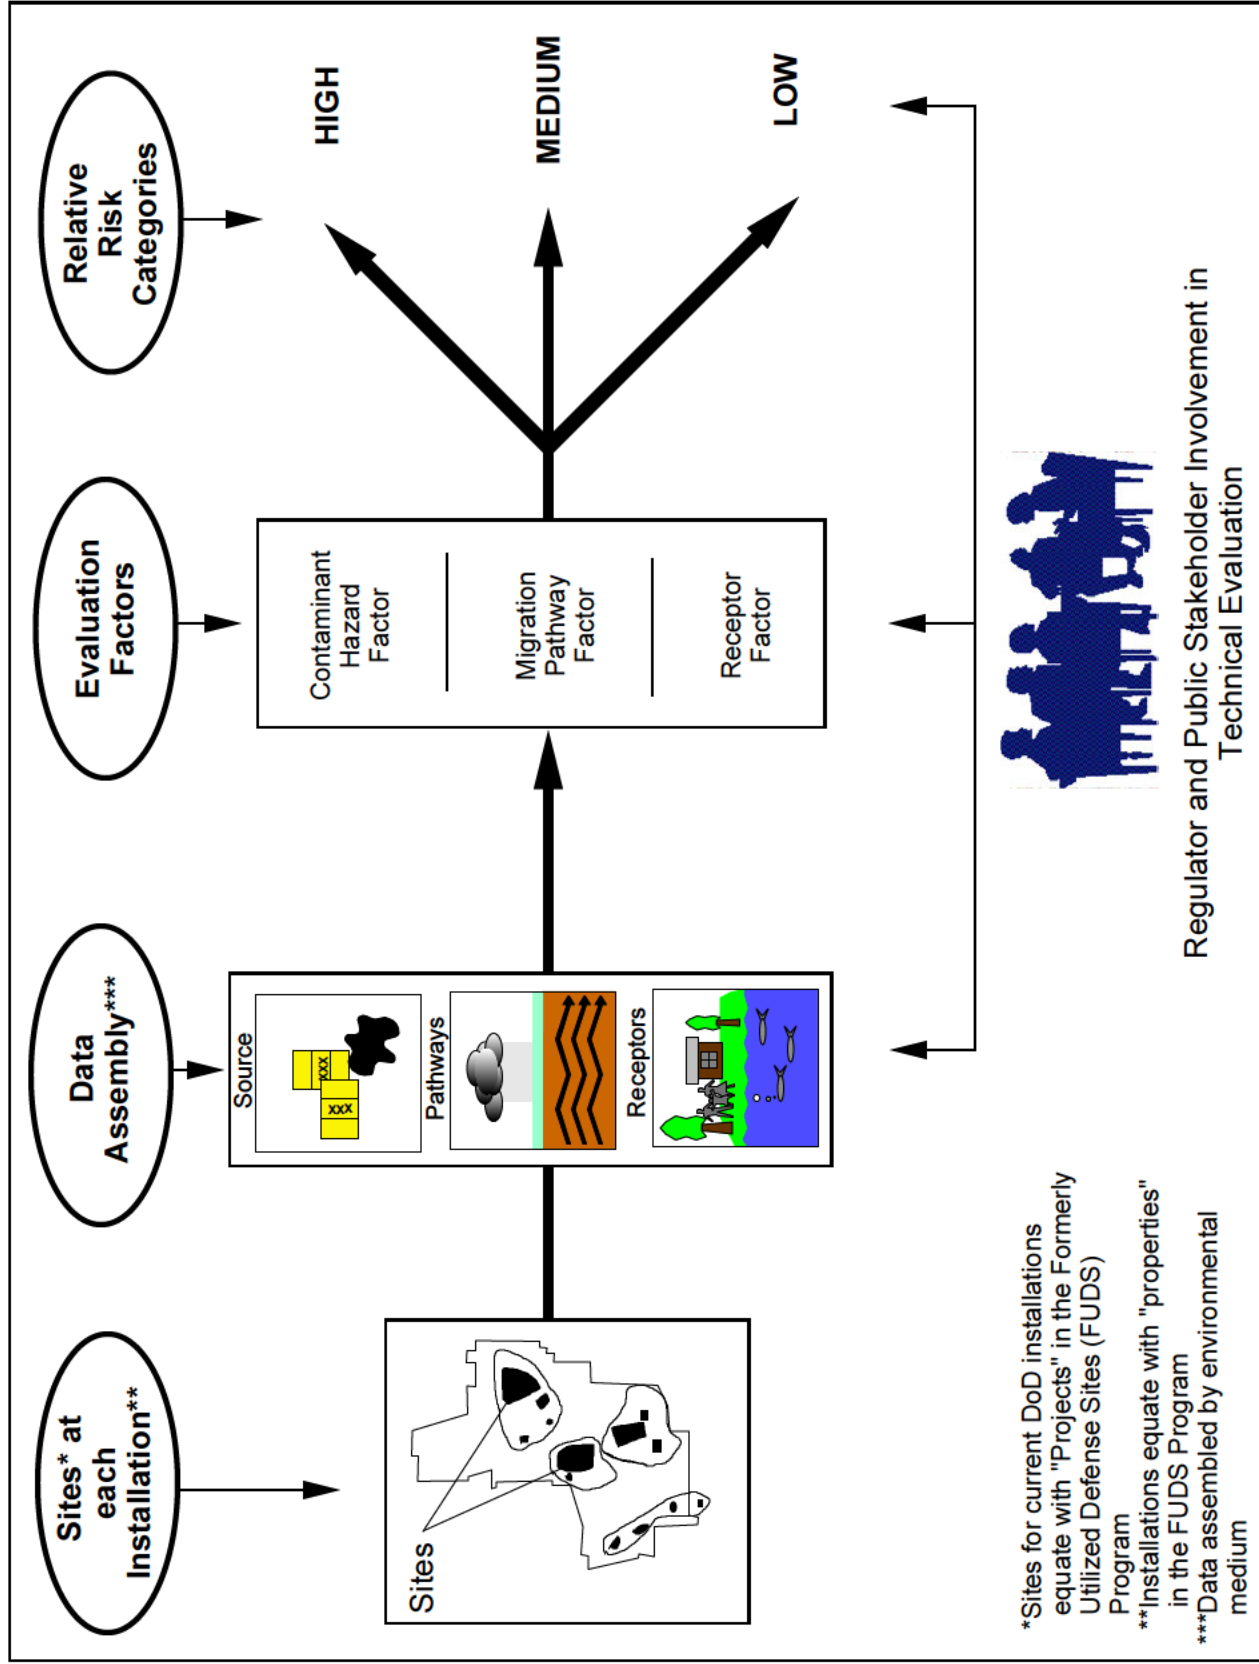 Sites* at
each
Installation**
Data
Assembly***
Evaluation
Factors
Relative
Risk
Categories
Sites
Source
xxx
xxx
Pathways
Receptors
Contaminant
Hazard
Factor
Migration
Pathway
Factor
Receptor
Factor
HIGH
MEDIUM
LOW
*Sites for current DoD installations
equate with "Projects" in the Formerly
Utilized Defense Sites (FUDS)
Program
**Installations equate with "properties"
in the FUDS Program
***Data assembled by environmental
medium
Regulator and Public Stakeholder Involvement in
Technical Evaluation